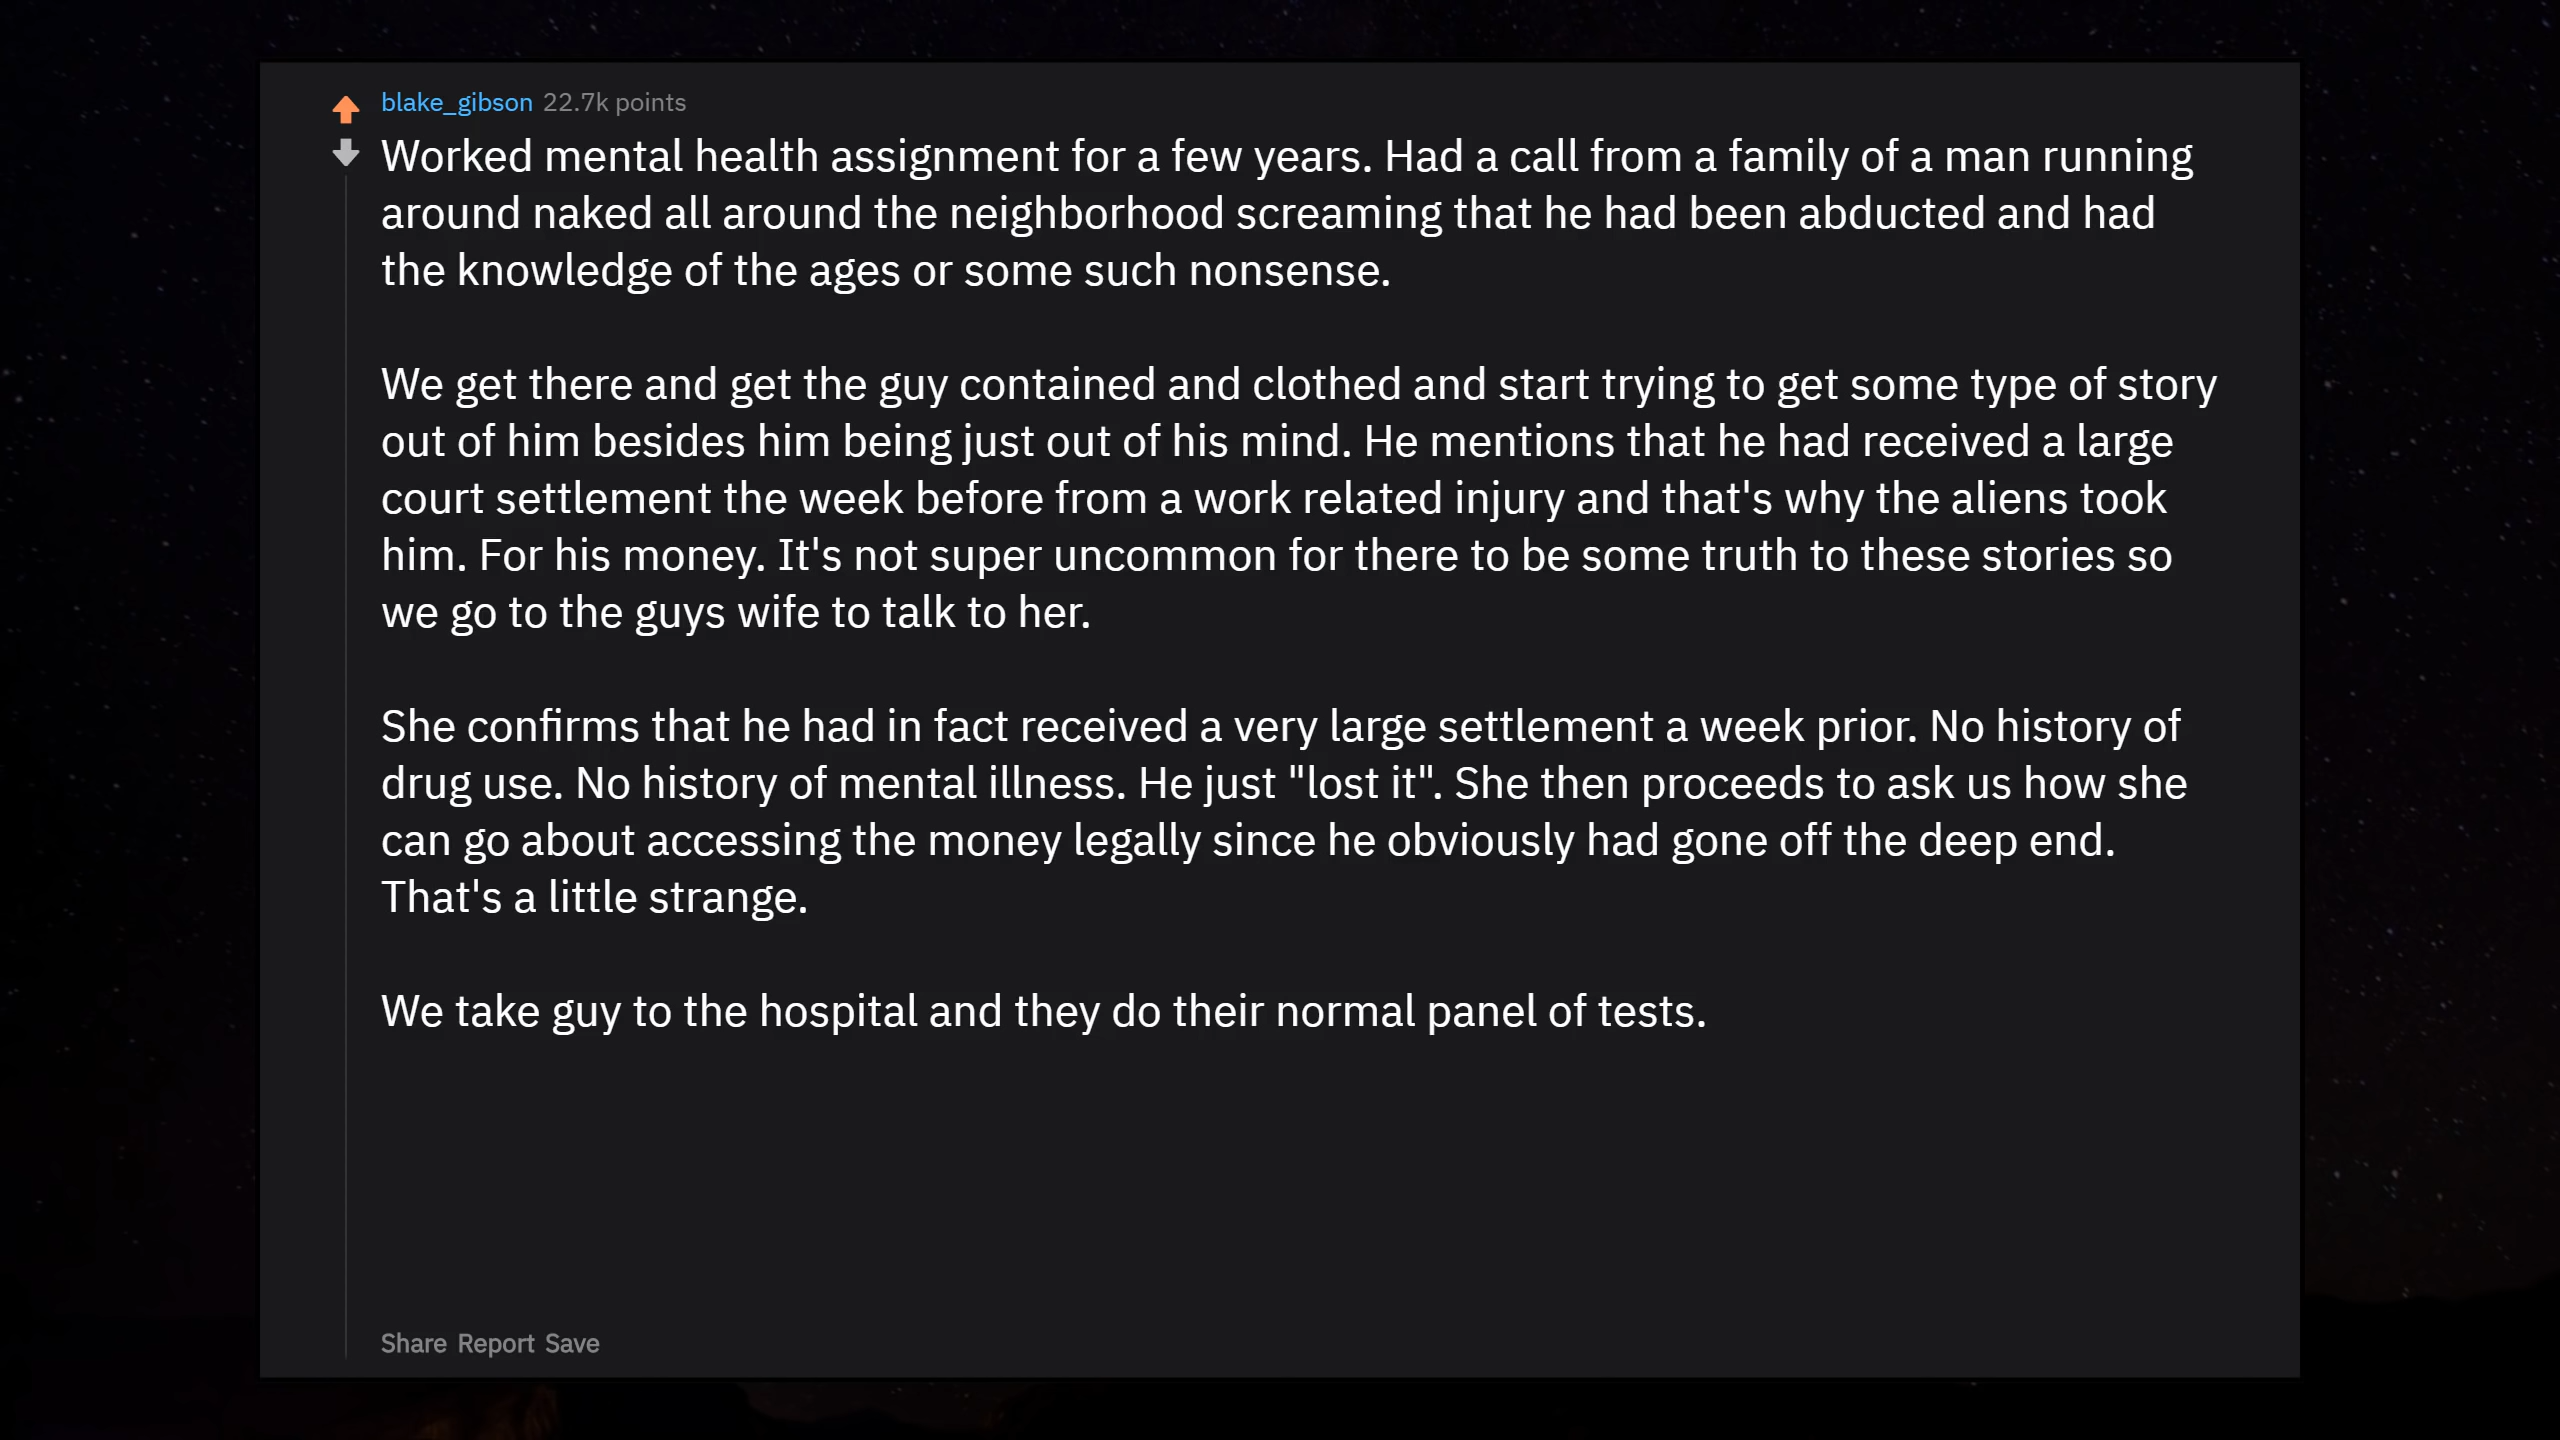 blake_gibson 22.7k points
Worked mental health assignment for a few years. Had a call from a family of a man running
around naked all around the neighborhood screaming that he had been abducted and had
the knowledge of the ages or some such nonsense.
We get there and get the guy contained and clothed and start trying to get some type of story
out of him besides him being just out of his mind. He mentions that he had received a large
court settlement the week before from a work related injury and that's why the aliens took
him. For his money. It's not super uncommon for there to be some truth to these stories so
we go to the guys wife to talk to her.
She confirms that he had in fact received a very large settlement a week prior. No history of
drug use. No history of mental illness. He just "lost it". She then proceeds to ask us how she
can go about accessing the money legally since he obviously had gone off the deep end.
That's a little strange.
We take guy to the hospital and they do their normal panel of tests.
Share Report Save